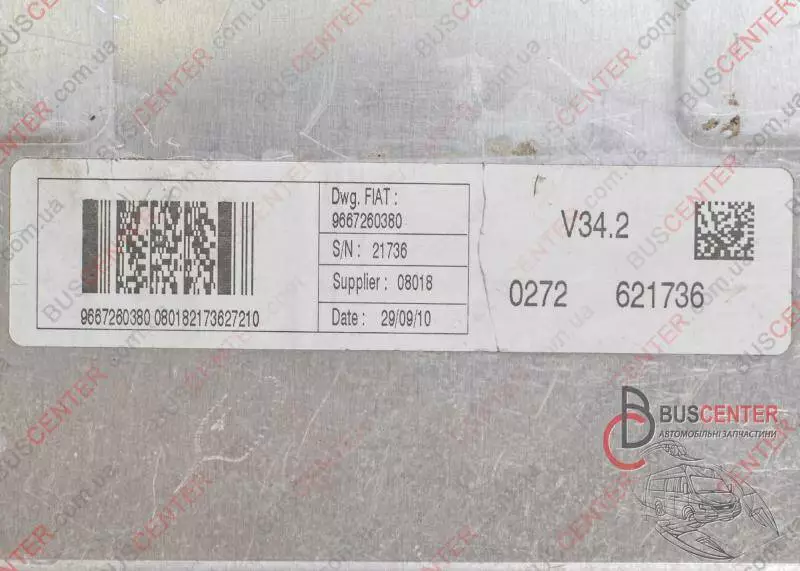 Dwg. FIAT :
9667260380
S/N : 21736
Supplier : 08018
Date : 29/09/10
9667260380 080182173627210
V34.2
0272 621736
BUSCENTER
АВТОМОБІЛЬНІ ЗАПЧАСТИНИ
BUSCENTER.com.ua